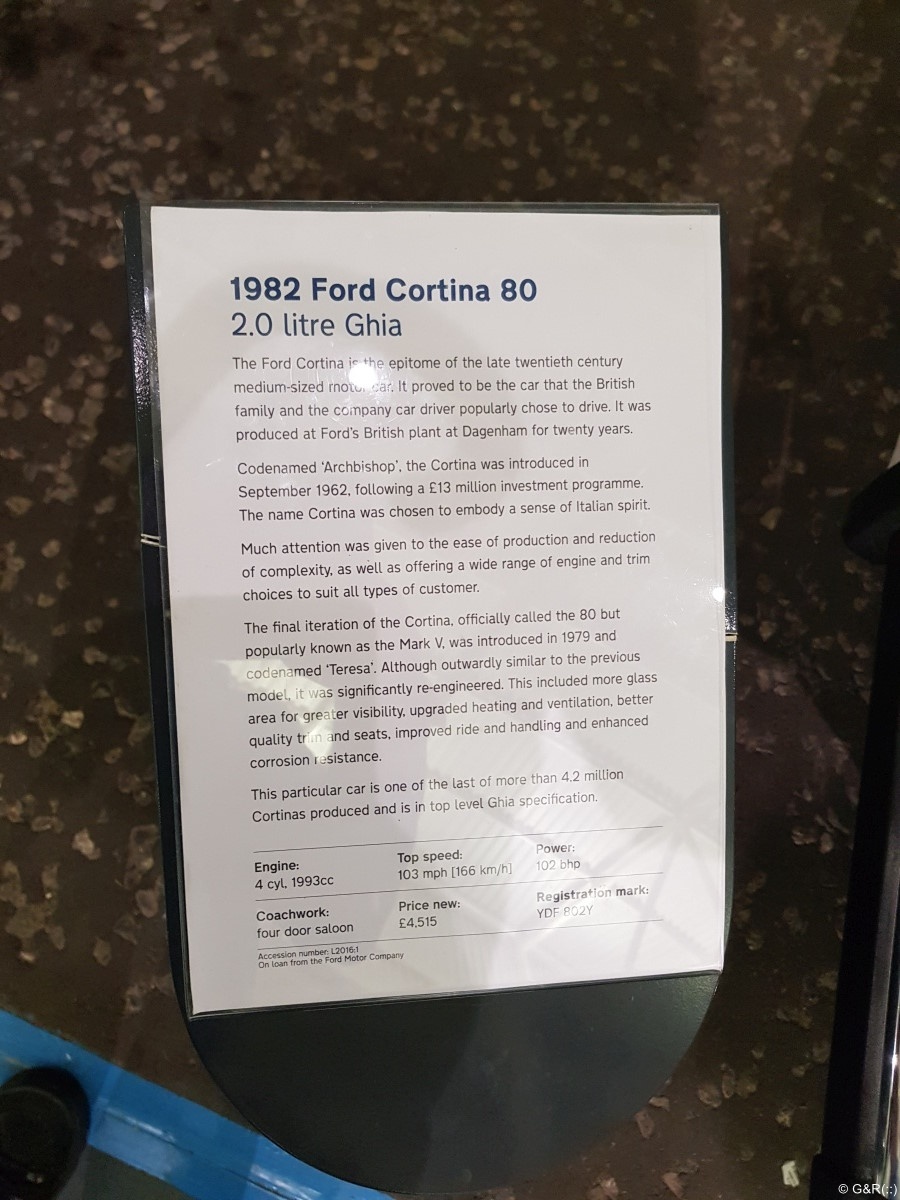 1982 Ford Cortina 80
2.0 litre Ghia
The Ford Cortina is the epitome of the late twentieth century
medium-sized motor car. It proved to be the car that the British
family and the company car driver popularly chose to drive. It was
produced at Ford's British plant at Dagenham for twenty years.
Codenamed 'Archbishop', the Cortina was introduced in
September 1962, following a £13 million investment programme.
The name Cortina was chosen to embody a sense of Italian spirit.
Much attention was given to the ease of production and reduction
of complexity, as well as offering a wide range of engine and trim
choices to suit all types of customer.
The final iteration of the Cortina, officially called the 80 but
popularly known as the Mark V, was introduced in 1979 and
codenamed 'Teresa'. Although outwardly similar to the previous
model, it was significantly re-engineered. This included more glass
area for greater visibility, upgraded heating and ventilation, better
quality trim and seats, improved ride and handling and enhanced
corrosion resistance.
This particular car is one of the last of more than 4.2 million
Cortinas produced and is in top level Ghia specification.
Engine: Top speed: Power:
4 cyl, 1993cc 103 mph [166 km/h] 102 bhp
Coachwork: Price new: Registration mark:
four door saloon £4,515 YDF 802Y
Accession number: L2016:1
On loan from the Ford Motor Company
© G&R(::)